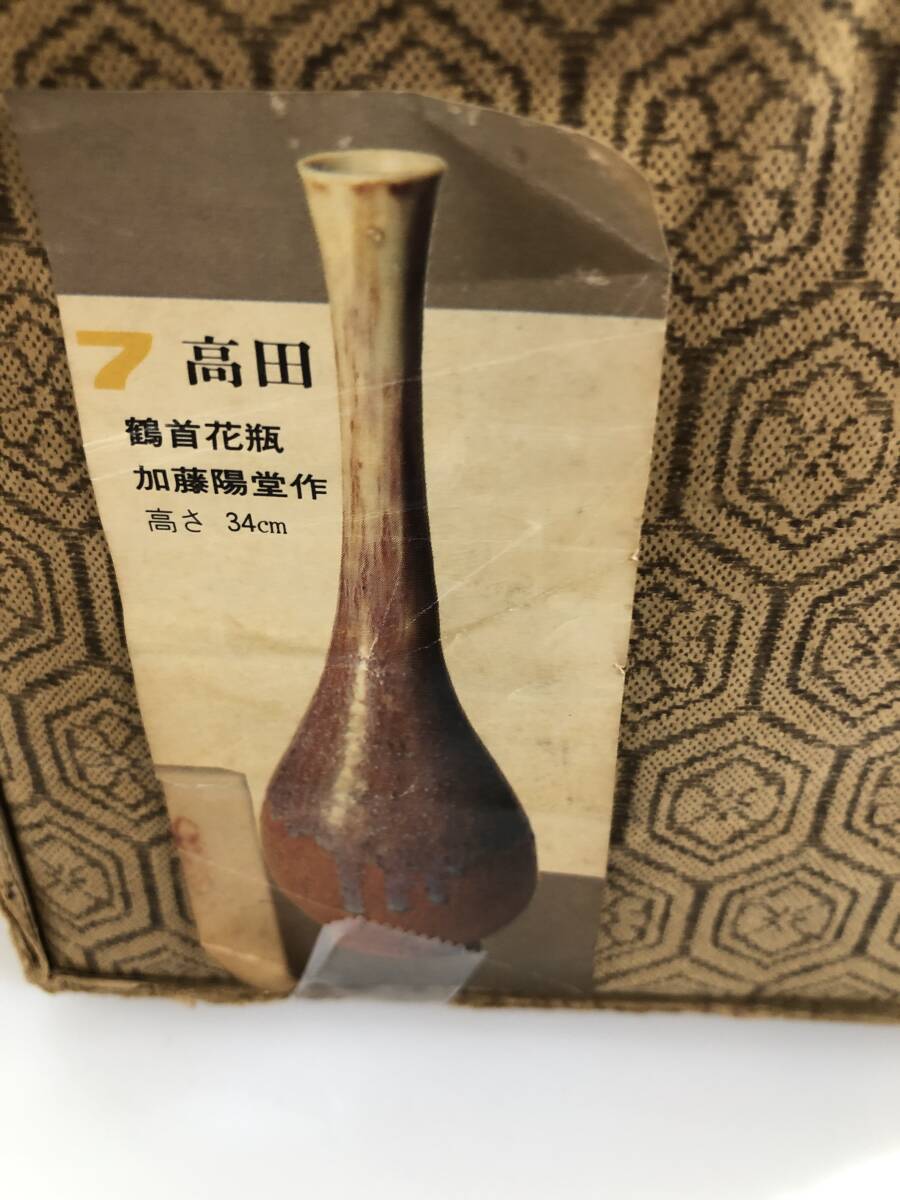 7 高田
鶴首花瓶
加藤陽堂作
高さ 34cm